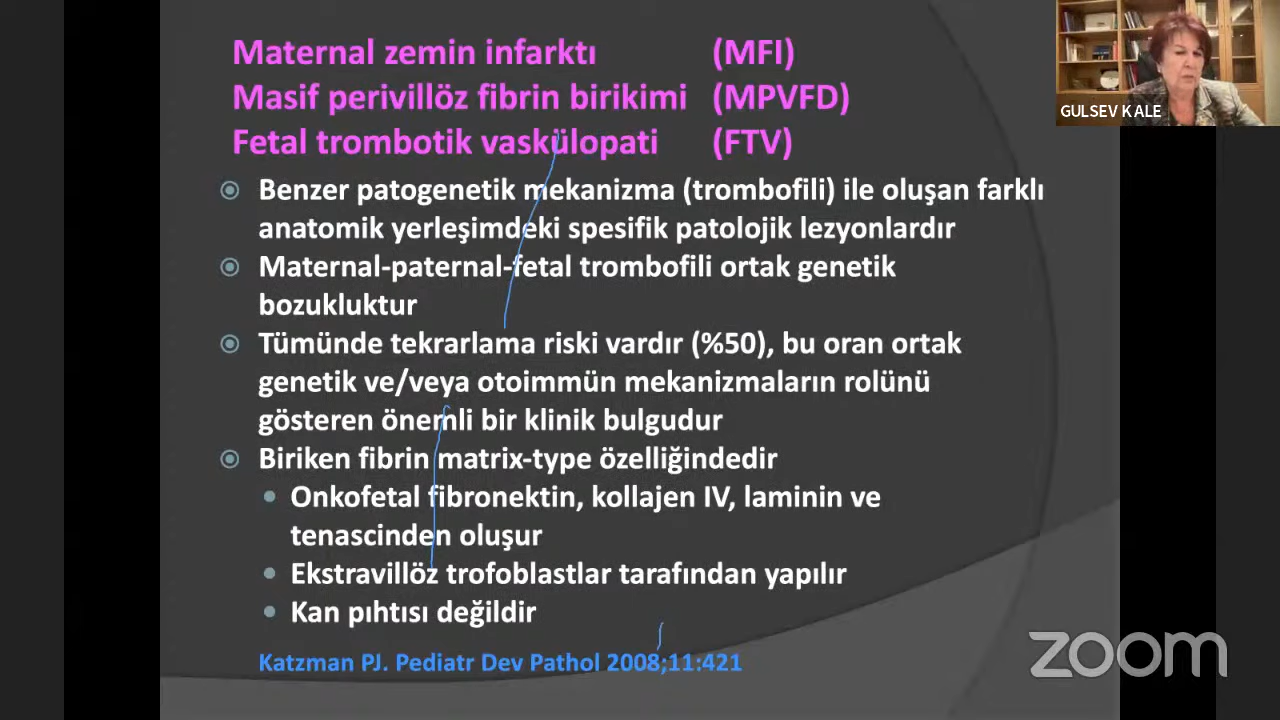 Maternal zemin infarktı (MFI)
Masif perivillöz fibrin birikimi (MPVFD)
Fetal trombotik vaskülopati (FTV)
Benzer patogenetik mekanizma (trombofili) ile oluşan farklı
anatomik yerleşimdeki spesifik patolojik lezyonlardır
Maternal-paternal-fetal trombofili ortak genetik
bozukluktur
Tümünde tekrarlama riski vardır (%50), bu oran ortak
genetik ve/veya otoimmün mekanizmaların rolünü
gösteren önemli bir klinik bulgudur
Biriken fibrin matrix-type özelliğindedir
Onkofetal fibronektin, kollajen IV, laminin ve
tenascinden oluşur
Ekstravillöz trofoblastlar tarafından yapılır
Kan pıhtısı değildir
Katzman PJ. Pediatr Dev Pathol 2008;11:421
GULSEV KALE
zoom